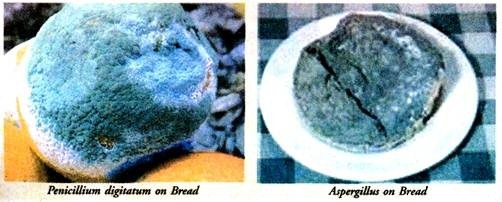 Penicillium digitatum on Bread
Aspergillus on Bread